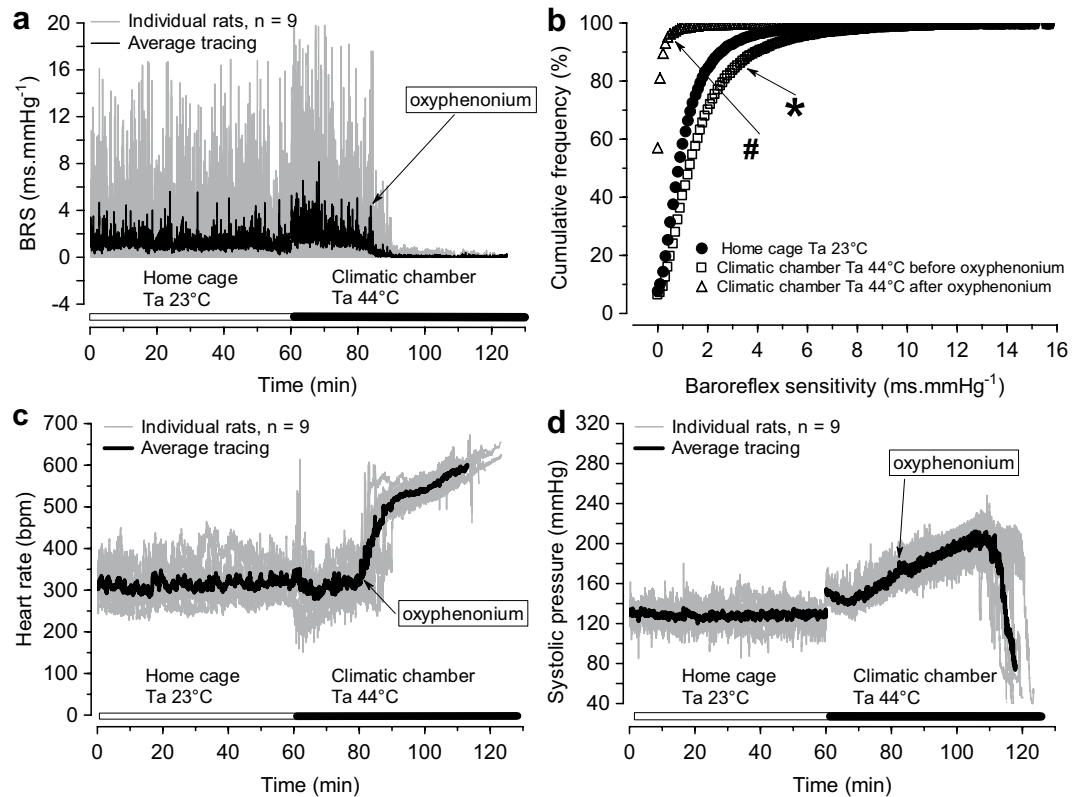 a
Individual rats, n = 9
Average tracing
oxyphenonium
BRS (ms.mmHg-1)
20
16
12
8
4
0
-4
Home cage
Ta 23°C
Climatic chamber
Ta 44°C
0 20 40 60 80 100 120
Time (min)
b
Cumulative frequency (%)
100
80
60
40
20
0
*
#
Home cage Ta 23°C
Climatic chamber Ta 44°C before oxyphenonium
Climatic chamber Ta 44°C after oxyphenonium
0 2 4 6 8 10 12 14 16
Baroreflex sensitivity (ms.mmHg-1)
c
Individual rats, n = 9
Average tracing
Heart rate (bpm)
700
600
500
400
300
200
100
0
oxyphenonium
Home cage
Ta 23°C
Climatic chamber
Ta 44°C
0 20 40 60 80 100 120
Time (min)
d
Individual rats, n = 9
Average tracing
oxyphenonium
Systolic pressure (mmHg)
320
280
240
200
160
120
80
40
Home cage
Ta 23°C
Climatic chamber
Ta 44°C
0 20 40 60 80 100 120
Time (min)